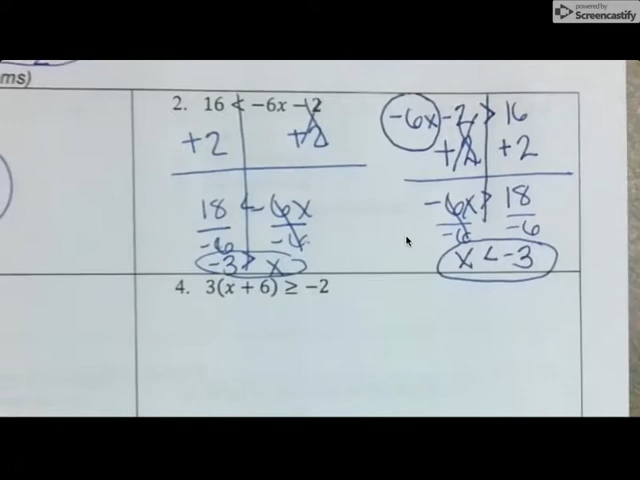 powered by
Screencastify
ms)
2. 16 < −6x −2
+2 +2
18 < -6x
-6 -6
-3 > x
-6x -2 > 16
+2 +2
-6x > 18
-6 -6
x < -3
4. 3(x + 6) ≥ −2